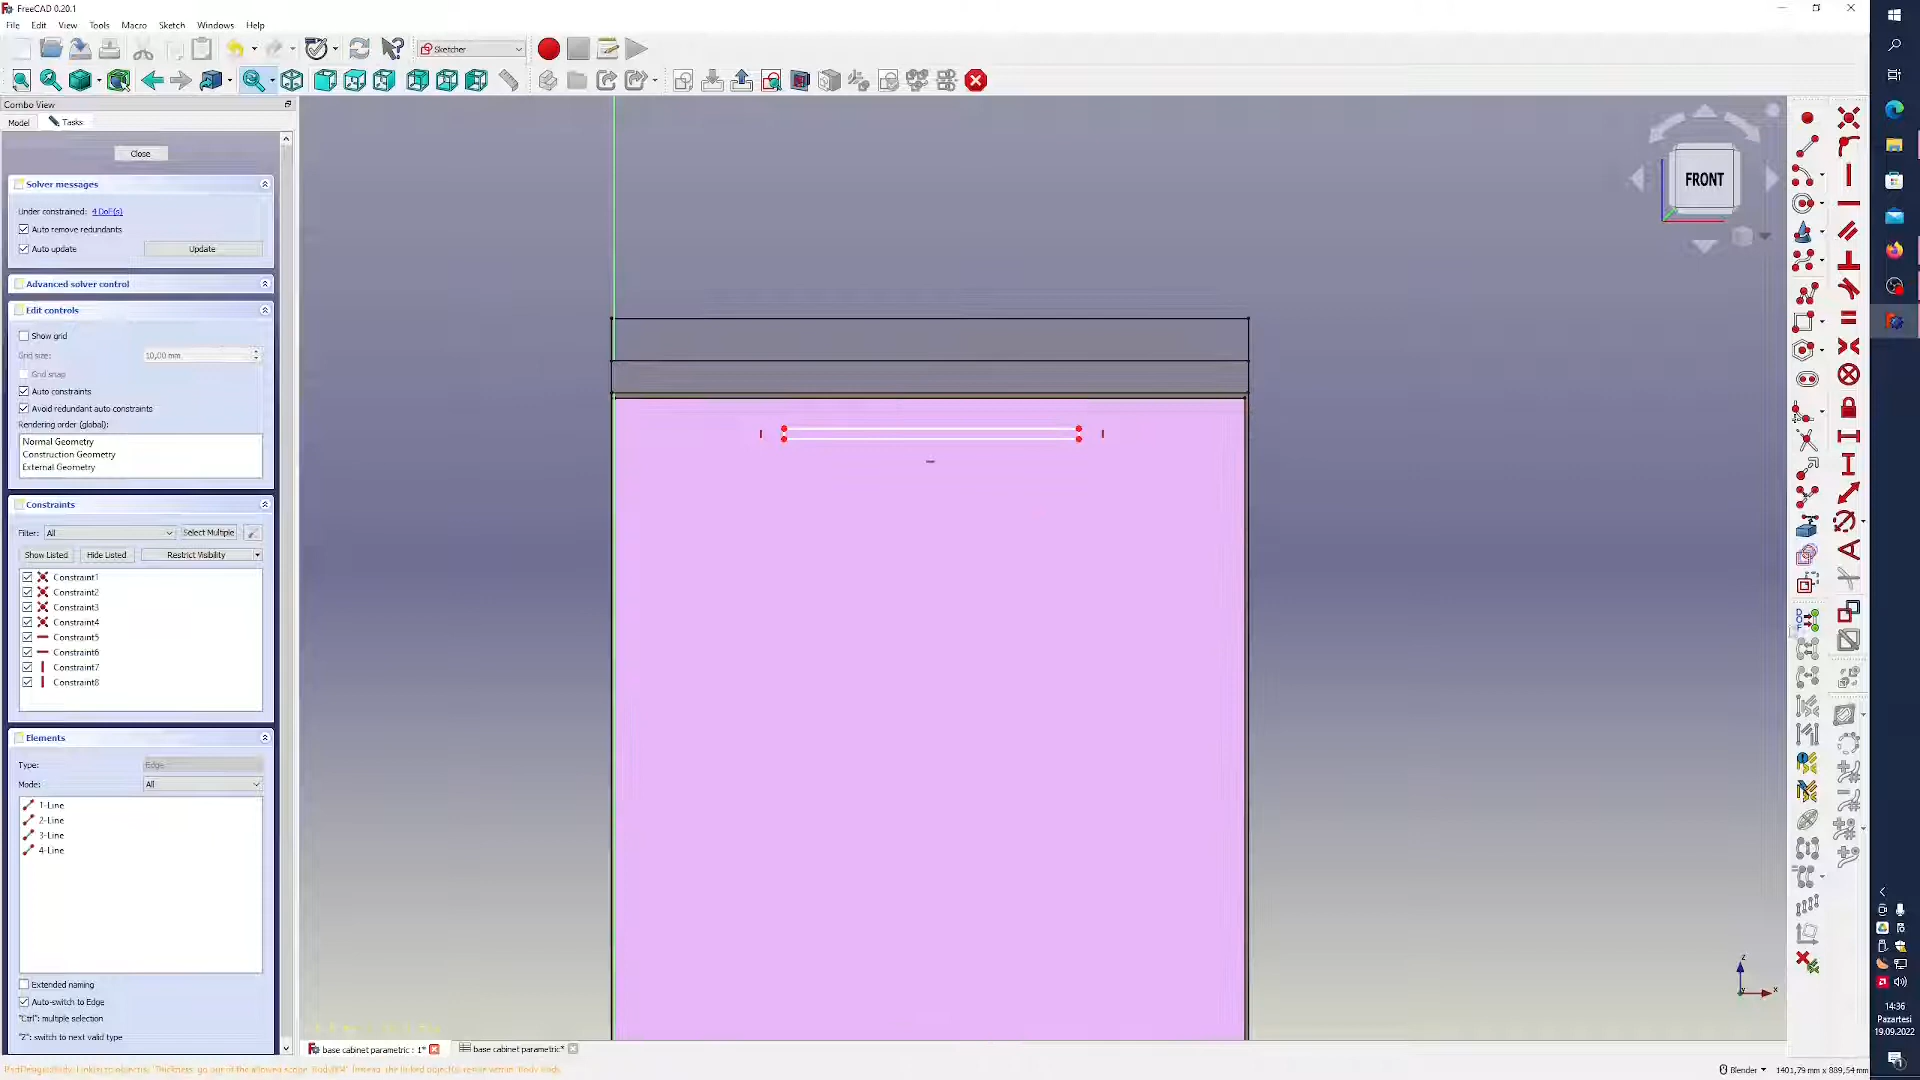 FreeCAD 0.20.1
File Edit View Tools Macro Sketch Windows Help
Sketcher
Combo View
Model Tasks
Close
Solver messages
Under constrained: 4 DoF(s)
Auto remove redundants
Auto update Update
Advanced solver control
Edit controls
Show grid
Grid size: 10,00 mm
Grid snap
Auto constraints
Avoid redundant auto constraints
Rendering order (global):
Normal Geometry
Construction Geometry
External Geometry
Constraints
Filter: All Select Multiple
Show Listed Hide Listed Restrict Visibility
Constraint1
Constraint2
Constraint3
Constraint4
Constraint5
Constraint6
Constraint7
Constraint8
Elements
Type: Edge
Mode: All
1-Line
2-Line
3-Line
4-Line
Extended naming
Auto-switch to Edge
"Ctrl": multiple selection
"Z": switch to next valid type
FRONT
z
x
base cabinet parametric : 1*
base cabinet parametric*
Blender
1401,79 mm x 889,54 mm
14:36
Pazartesi
19.09.2022